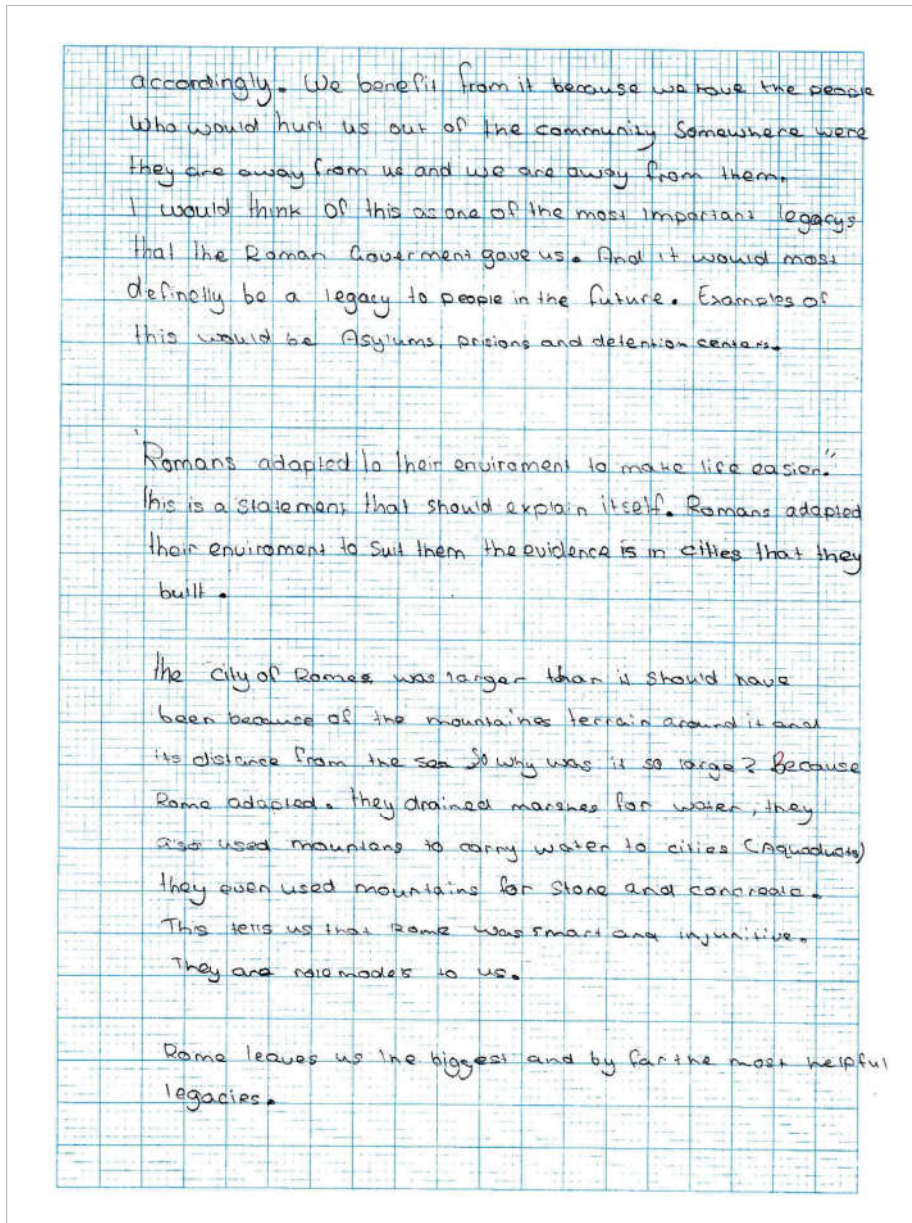 accordingly. We benefit from it because we have the people
who would hurt us out of the community Somewhere were
they are away from us and we are away from them.
I would think of this as one of the most important legacys
that the Roman Goverment gave us. And it would most
definetly be a legacy to people in the future. Examples of
this would be Asylums, prisions and detention centers.
"Romans adapted to their enviroment to make life easier."
This is a statement that should explain itself. Romans adapted
their enviroment to suit them the evidence is in cities that they
built.
The city of Romes was larger than it should have
been because of the mountaines terrain around it and
its distance from the sea So why was it so large? Because
Rome adapted. they drained marshes for water, they
also used mountans to carry water to cities (Aquaducts)
they even used mountains for stone and concreate.
This tells us that Rome was smart and injunitive.
They are rolemodels to us.
Rome leaves us the biggest and by far the most helpful
legacies.